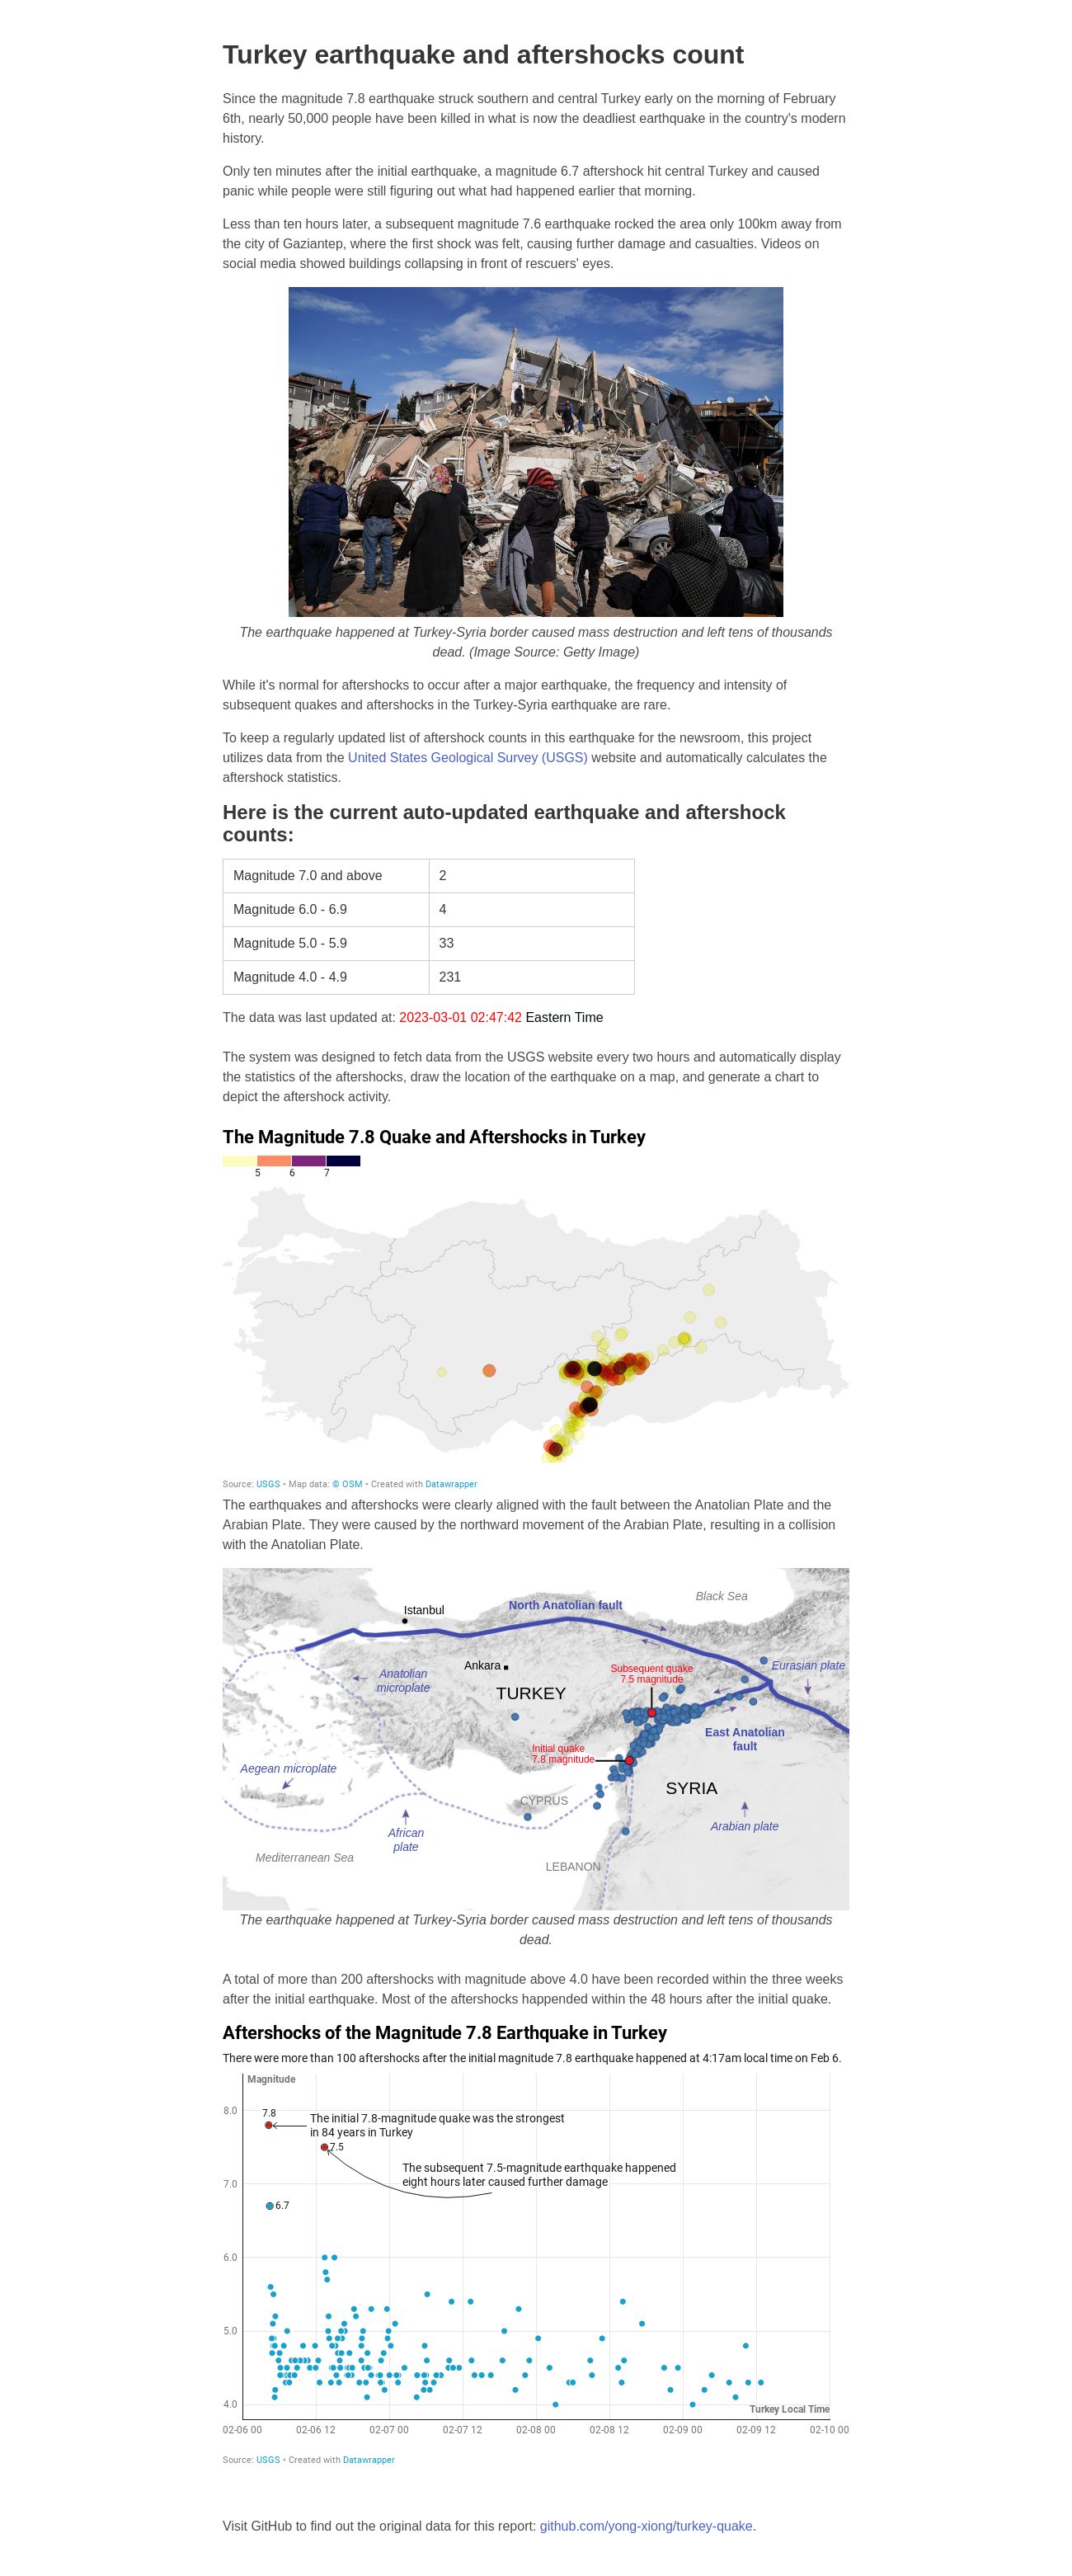 Turkey earthquake and aftershocks count
Since the magnitude 7.8 earthquake struck southern and central Turkey early on the morning of February
6th, nearly 50,000 people have been killed in what is now the deadliest earthquake in the country's modern
history.
Only ten minutes after the initial earthquake, a magnitude 6.7 aftershock hit central Turkey and caused
panic while people were still figuring out what had happened earlier that morning.
Less than ten hours later, a subsequent magnitude 7.6 earthquake rocked the area only 100km away from
the city of Gaziantep, where the first shock was felt, causing further damage and casualties. Videos on
social media showed buildings collapsing in front of rescuers' eyes.
The earthquake happened at Turkey-Syria border caused mass destruction and left tens of thousands
dead. (Image Source: Getty Image)
While it's normal for aftershocks to occur after a major earthquake, the frequency and intensity of
subsequent quakes and aftershocks in the Turkey-Syria earthquake are rare.
To keep a regularly updated list of aftershock counts in this earthquake for the newsroom, this project
utilizes data from the United States Geological Survey (USGS) website and automatically calculates the
aftershock statistics.
Here is the current auto-updated earthquake and aftershock
counts:
Magnitude 7.0 and above 2
Magnitude 6.0 - 6.9 4
Magnitude 5.0 - 5.9 33
Magnitude 4.0 - 4.9 231
The data was last updated at: 2023-03-01 02:47:42 Eastern Time
The system was designed to fetch data from the USGS website every two hours and automatically display
the statistics of the aftershocks, draw the location of the earthquake on a map, and generate a chart to
depict the aftershock activity.
The Magnitude 7.8 Quake and Aftershocks in Turkey
5 6 7
Source: USGS • Map data: © OSM • Created with Datawrapper
The earthquakes and aftershocks were clearly aligned with the fault between the Anatolian Plate and the
Arabian Plate. They were caused by the northward movement of the Arabian Plate, resulting in a collision
with the Anatolian Plate.
Black Sea
North Anatolian fault
Istanbul
Ankara
Eurasian plate
Subsequent quake
7.5 magnitude
Anatolian
microplate
TURKEY
East Anatolian
fault
Initial quake
7.8 magnitude
Aegean microplate
SYRIA
CYPRUS
Arabian plate
African
plate
Mediterranean Sea
LEBANON
The earthquake happened at Turkey-Syria border caused mass destruction and left tens of thousands
dead.
A total of more than 200 aftershocks with magnitude above 4.0 have been recorded within the three weeks
after the initial earthquake. Most of the aftershocks happended within the 48 hours after the initial quake.
Aftershocks of the Magnitude 7.8 Earthquake in Turkey
There were more than 100 aftershocks after the initial magnitude 7.8 earthquake happened at 4:17am local time on Feb 6.
Magnitude
8.0
7.8
The initial 7.8-magnitude quake was the strongest
in 84 years in Turkey
7.5
The subsequent 7.5-magnitude earthquake happened
eight hours later caused further damage
7.0
6.7
6.0
5.0
4.0
Turkey Local Time
02-06 00 02-06 12 02-07 00 02-07 12 02-08 00 02-08 12 02-09 00 02-09 12 02-10 00
Source: USGS • Created with Datawrapper
Visit GitHub to find out the original data for this report: github.com/yong-xiong/turkey-quake.